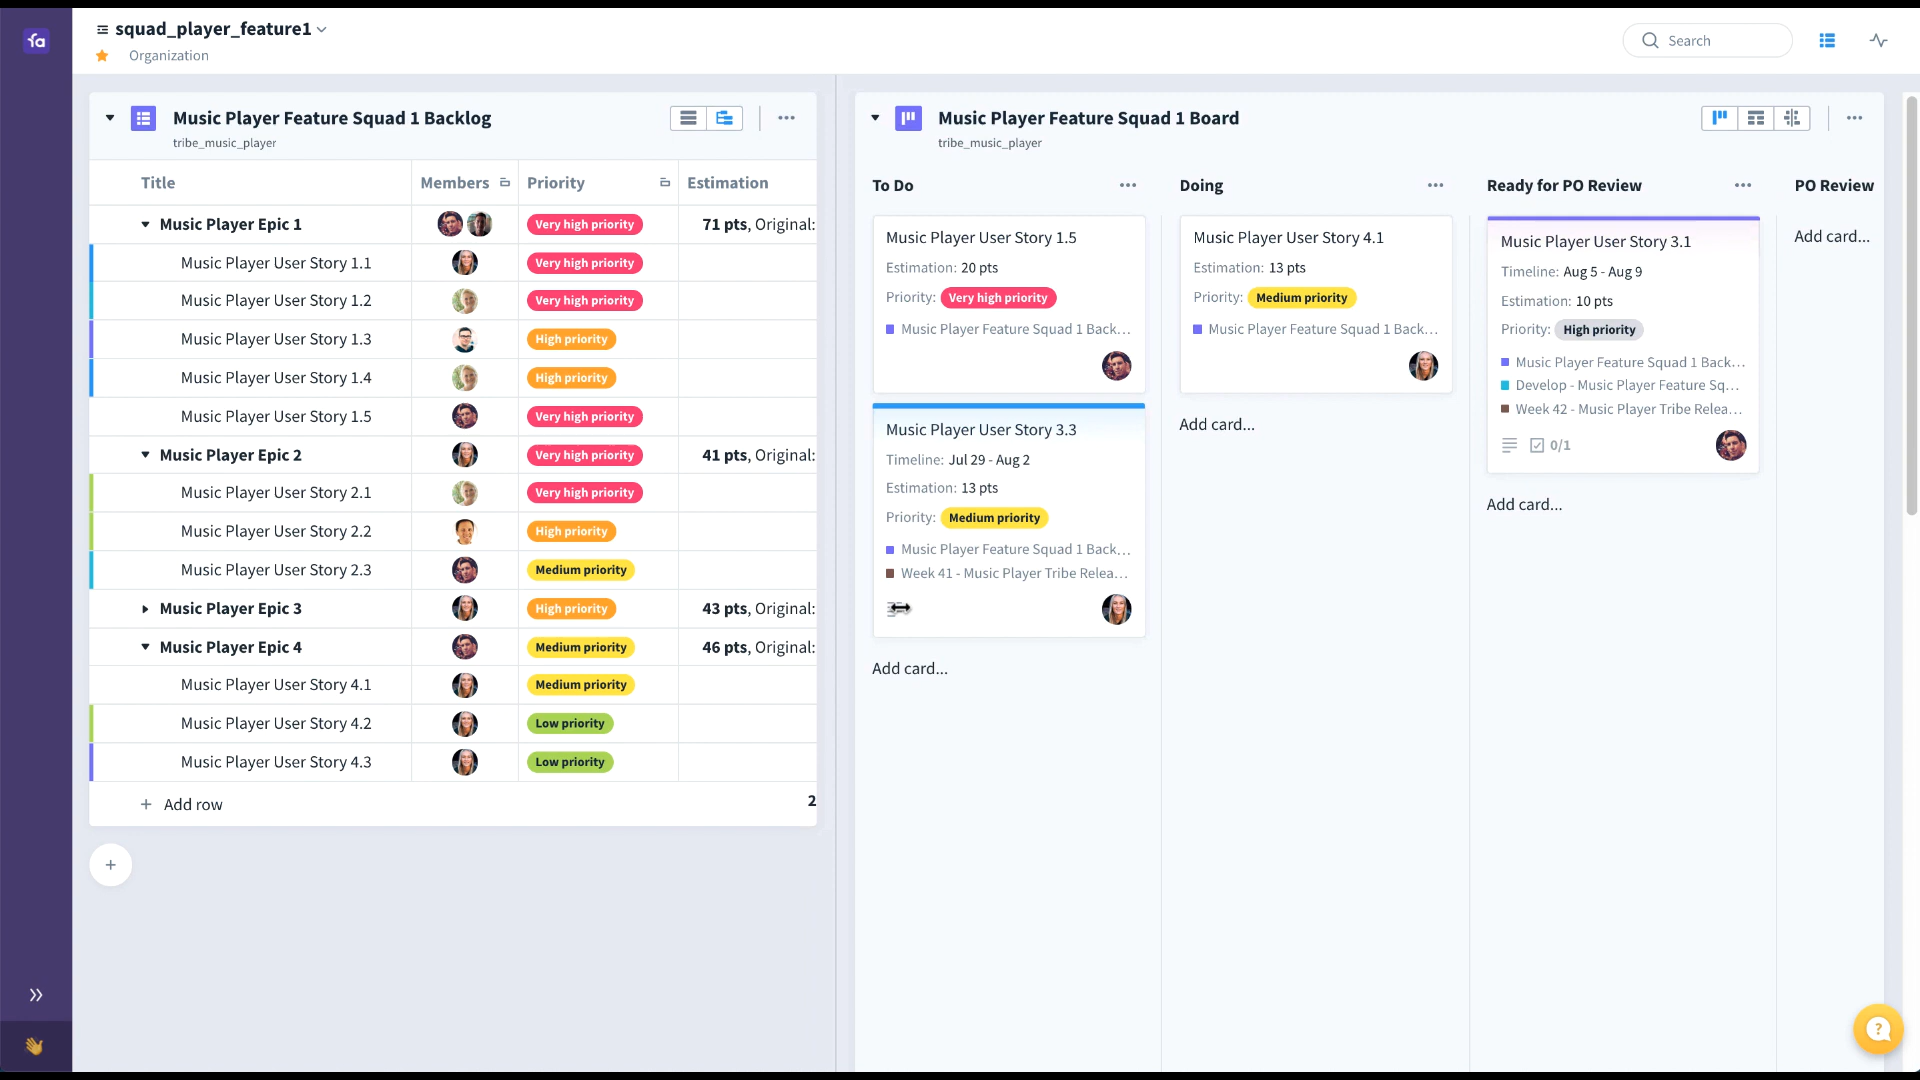 fa
squad_player_feature1
Organization
Search
Music Player Feature Squad 1 Backlog
tribe_music_player
Title Members Priority Estimation
Music Player Epic 1 Very high priority 71 pts, Original:
Music Player User Story 1.1 Very high priority
Music Player User Story 1.2 Very high priority
Music Player User Story 1.3 High priority
Music Player User Story 1.4 High priority
Music Player User Story 1.5 Very high priority
Music Player Epic 2 Very high priority 41 pts, Original:
Music Player User Story 2.1 Very high priority
Music Player User Story 2.2 High priority
Music Player User Story 2.3 Medium priority
Music Player Epic 3 High priority 43 pts, Original:
Music Player Epic 4 Medium priority 46 pts, Original:
Music Player User Story 4.1 Medium priority
Music Player User Story 4.2 Low priority
Music Player User Story 4.3 Low priority
+ Add row 2
+
Music Player Feature Squad 1 Board
tribe_music_player
To Do
Music Player User Story 1.5
Estimation: 20 pts
Priority: Very high priority
Music Player Feature Squad 1 Back...
Music Player User Story 3.3
Timeline: Jul 29 - Aug 2
Estimation: 13 pts
Priority: Medium priority
Music Player Feature Squad 1 Back...
Week 41 - Music Player Tribe Relea...
Add card...
Doing
Music Player User Story 4.1
Estimation: 13 pts
Priority: Medium priority
Music Player Feature Squad 1 Back...
Add card...
Ready for PO Review
Music Player User Story 3.1
Timeline: Aug 5 - Aug 9
Estimation: 10 pts
Priority: High priority
Music Player Feature Squad 1 Back...
Develop - Music Player Feature Sq...
Week 42 - Music Player Tribe Relea...
0/1
Add card...
PO Review
Add card...
?